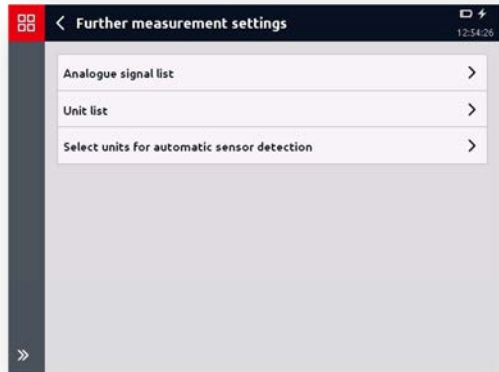 Further measurement settings
12:54:26
Analogue signal list
Unit list
Select units for automatic sensor detection